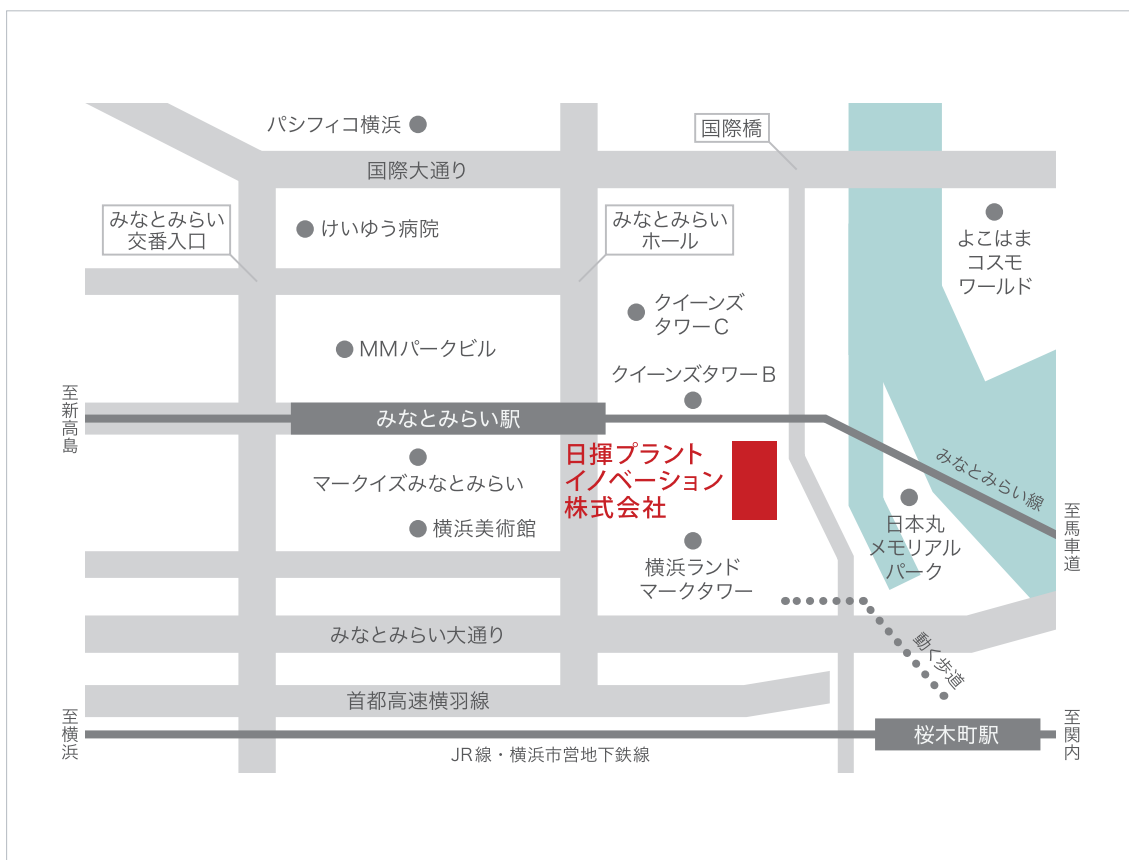 パシフィコ横浜
国際橋
国際大通り
みなとみらい
交番入口
けいゆう病院
みなとみらい
ホール
よこはま
コスモ
ワールド
クイーンズ
タワーC
MMパークビル
クイーンズタワーB
至新高島
みなとみらい駅
日揮プラント
イノベーション
株式会社
マークイズみなとみらい
みなとみらい線
至馬車道
横浜美術館
日本丸
メモリアル
パーク
横浜ランド
マークタワー
みなとみらい大通り
動く歩道
首都高速横羽線
至横浜
桜木町駅
至関内
JR線・横浜市営地下鉄線